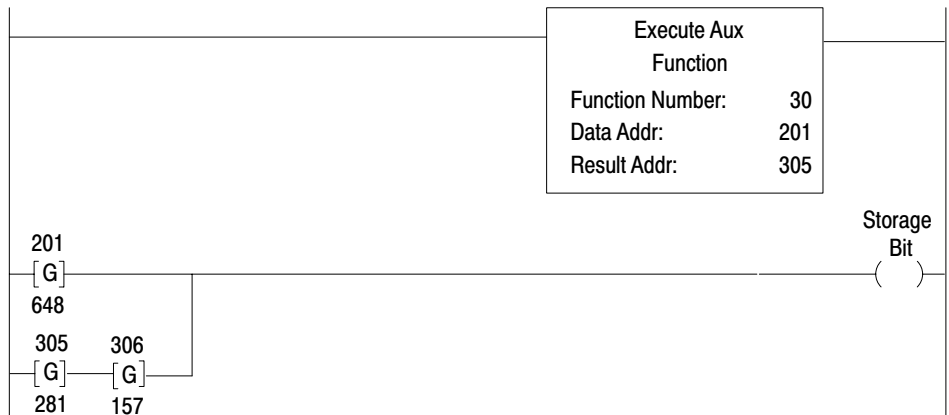 Execute Aux
Function
Function Number: 30
Data Addr: 201
Result Addr: 305
Storage
Bit
201
G
648
305 306
G G
281 157